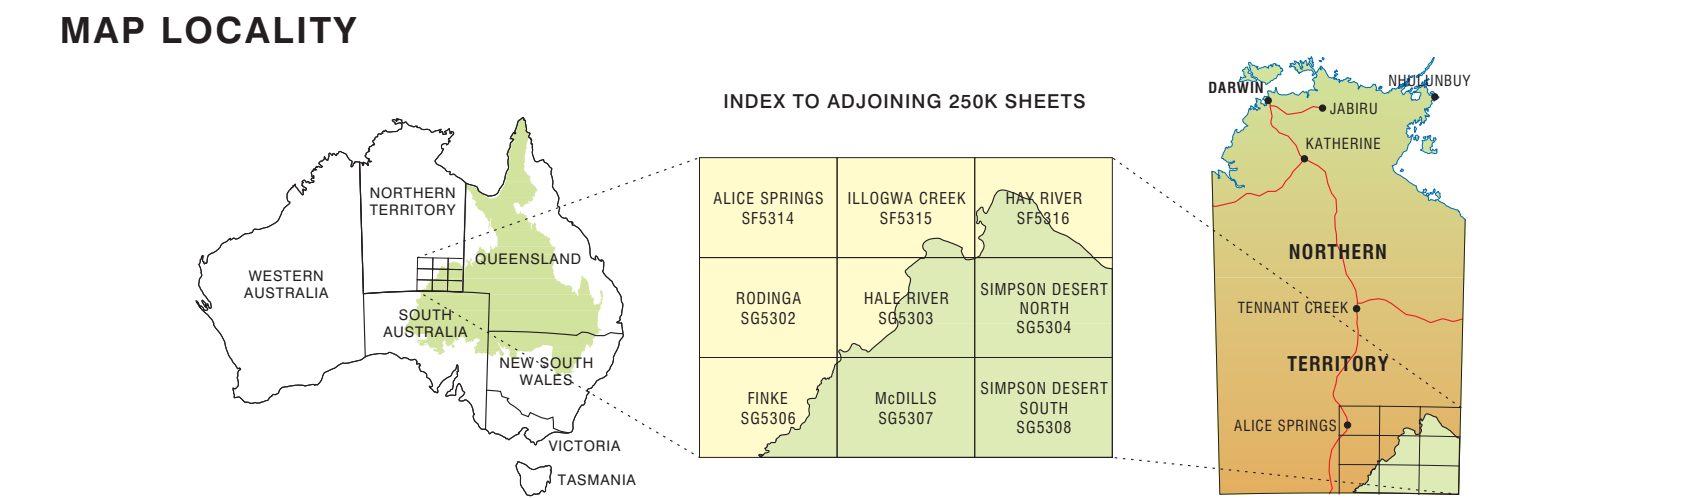 MAP LOCALITY
NORTHERN
TERRITORY
QUEENSLAND
WESTERN
AUSTRALIA
SOUTH
AUSTRALIA
NEW SOUTH
WALES
VICTORIA
TASMANIA
INDEX TO ADJOINING 250K SHEETS
ALICE SPRINGS
SF5314
ILLOGWA CREEK
SF5315
HAY RIVER
SF5316
RODINGA
SG5302
HALE RIVER
SG5303
SIMPSON DESERT
NORTH
SG5304
FINKE
SG5306
McDILLS
SG5307
SIMPSON DESERT
SOUTH
SG5308
DARWIN
NHULUNBUY
JABIRU
KATHERINE
NORTHERN
TENNANT CREEK
TERRITORY
ALICE SPRINGS